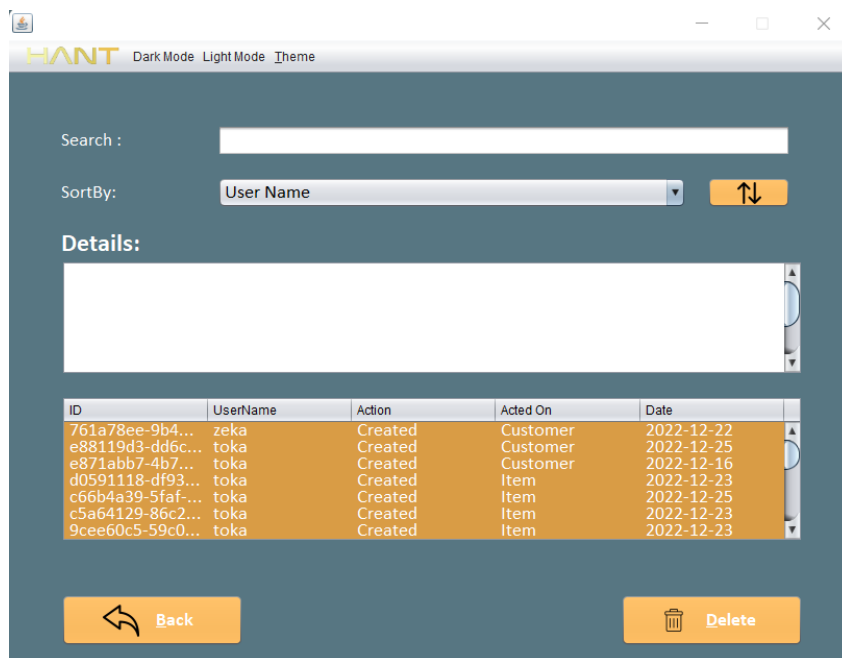 HANT Dark Mode Light Mode Theme
Search :
SortBy: User Name
Details:
ID UserName Action Acted On Date
761a78ee-9b4... zeka Created Customer 2022-12-22
e88119d3-dd6c... toka Created Customer 2022-12-25
e871abb7-4b7... toka Created Customer 2022-12-16
d0591118-df93... toka Created Item 2022-12-23
c66b4a39-5faf-... toka Created Item 2022-12-25
c5a64129-86c2... toka Created Item 2022-12-23
9cee60c5-59c0... toka Created Item 2022-12-23
Back Delete